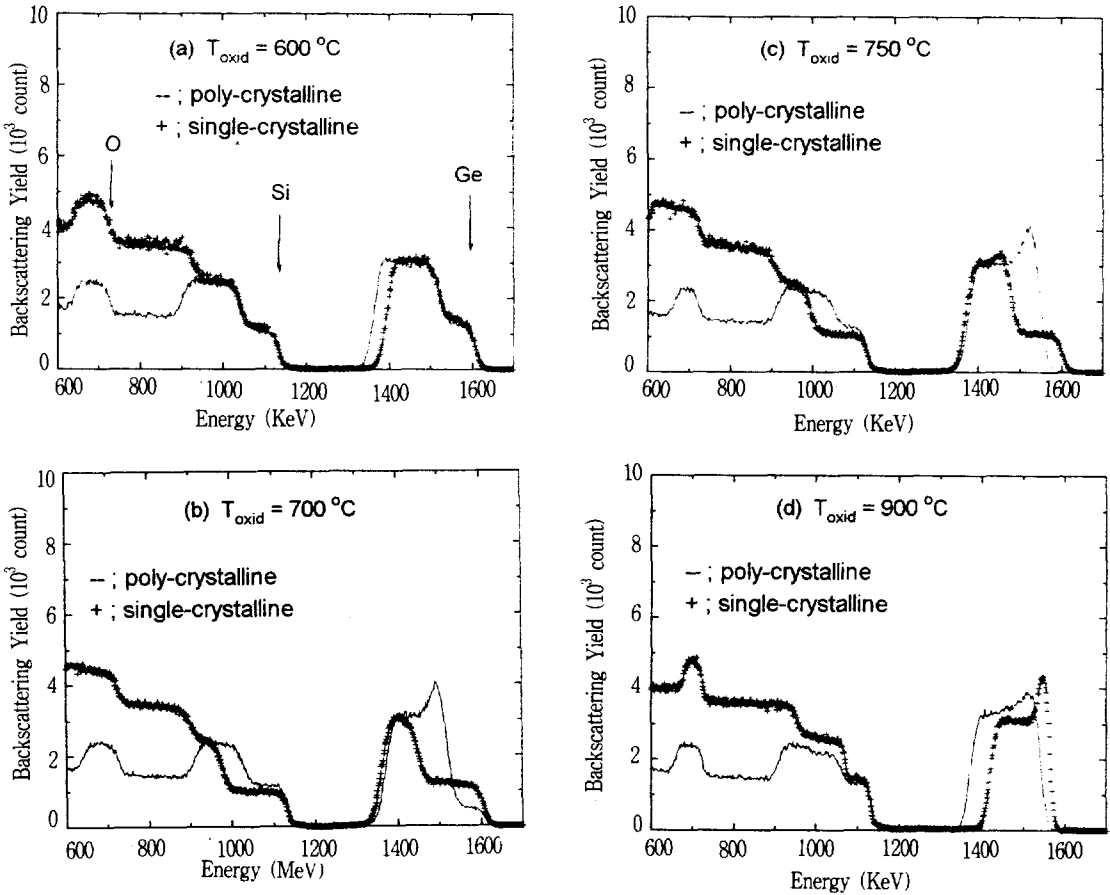 (a) T_oxid = 600 °C
-- ; poly-crystalline
+ ; single-crystalline
O
Si
Ge
Backscattering Yield (10³ count)
10
8
6
4
2
0
600 800 1000 1200 1400 1600
Energy (KeV)
(c) T_oxid = 750 °C
— ; poly-crystalline
+ ; single-crystalline
Backscattering Yield (10³ count)
10
8
6
4
2
0
600 800 1000 1200 1400 1600
Energy (KeV)
(b) T_oxid = 700 °C
-- ; poly-crystalline
+ ; single-crystalline
Backscattering Yield (10³ count)
10
8
6
4
2
0
600 800 1000 1200 1400 1600
Energy (MeV)
(d) T_oxid = 900 °C
— ; poly-crystalline
+ ; single-crystalline
Backscattering Yield (10³ count)
10
8
6
4
2
0
600 800 1000 1200 1400 1600
Energy (KeV)